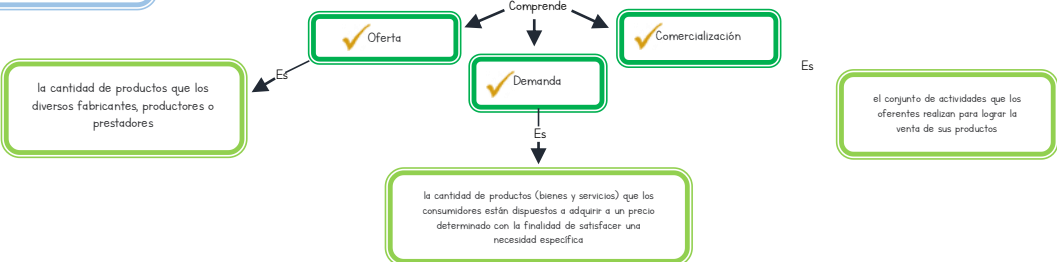 Comprende
Oferta
Comercialización
Demanda
Es
Es
Es
la cantidad de productos que los
diversos fabricantes, productores o
prestadores
el conjunto de actividades que los
oferentes realizan para lograr la
venta de sus productos
la cantidad de productos (bienes y servicios) que los
consumidores están dispuestos a adquirir a un precio
determinado con la finalidad de satisfacer una
necesidad específica